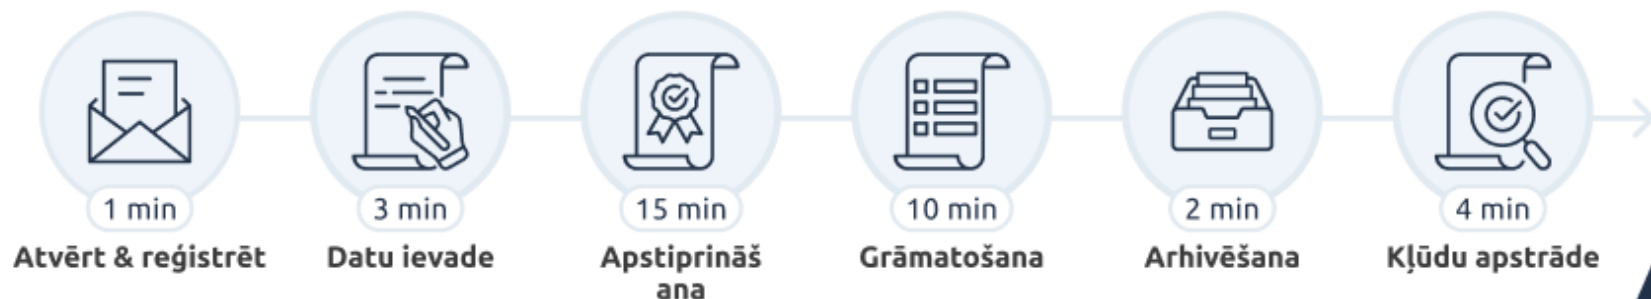 1 min
Atvērt & reģistrēt
3 min
Datu ievade
15 min
Apstiprināš
ana
10 min
Grāmatošana
2 min
Arhivēšana
4 min
Kļūdu apstrāde